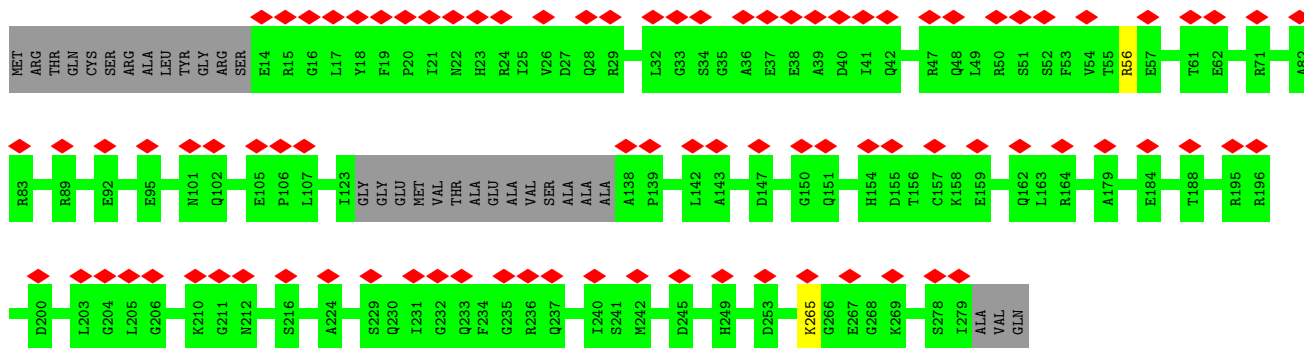 MET ARG THR GLN CYS SER ARG ALA LEU TYR GLY ARG SER E14 R15 G16 L17 Y18 F19 P20 I21 N22 H23 R24 I25 V26 D27 Q28 R29 L32 G33 S34 G35 A36 E37 E38 A39 D40 I41 Q42 R47 Q48 L49 R50 S51 S52 F53 V54 T55 R56 E57 T61 E62 R71 A82
R83 R89 E92 E95 N101 Q102 E105 P106 L107 I123 GLY GLY GLU MET VAL THR ALA GLU ALA VAL SER ALA ALA ALA A138 P139 L142 A143 D147 G150 Q151 H154 D155 T156 C157 K158 E159 Q162 L163 R164 A179 E184 T188 R195 R196
D200 L203 G204 L205 G206 K210 G211 N212 S216 A224 S229 Q230 I231 G232 Q233 F234 G235 R236 Q237 I240 S241 M242 D245 H249 D253 K265 G266 E267 G268 K269 S278 I279 ALA VAL GLN